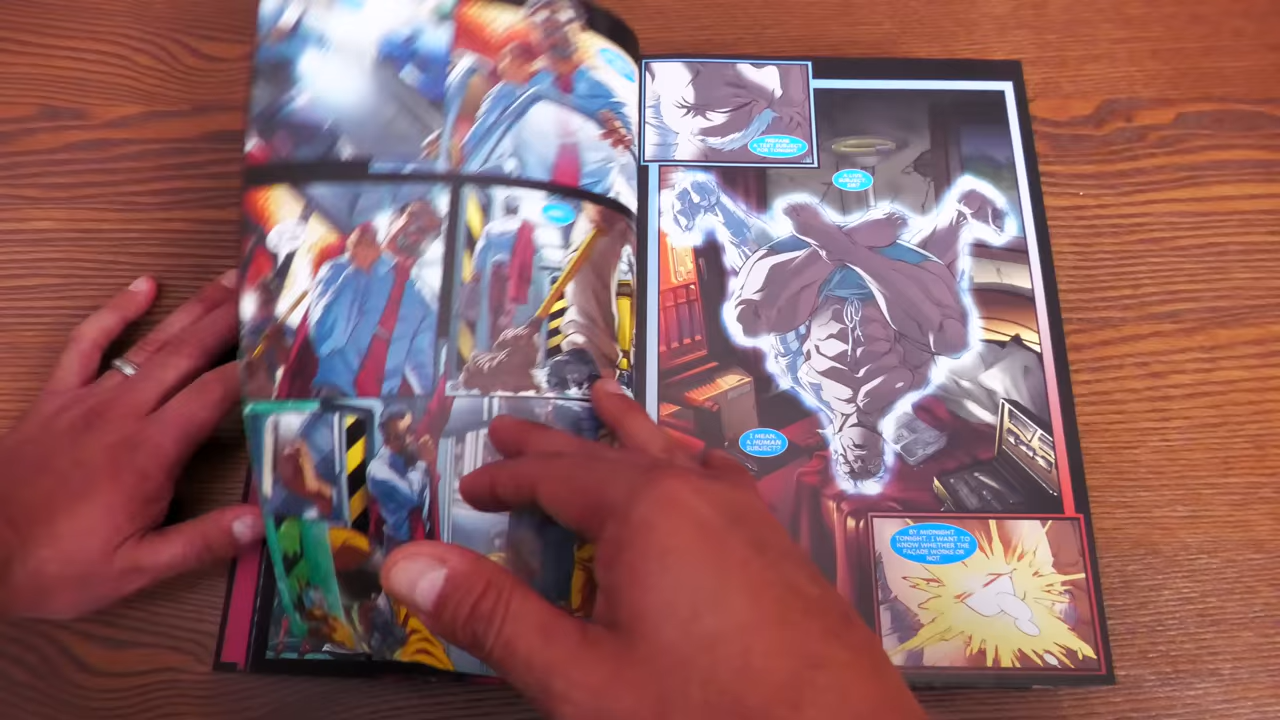 PREPARE
A TEST SUBJECT
FOR TONIGHT.
A LIVE
SUBJECT,
SIR?
I MEAN,
A HUMAN
SUBJECT?
BY MIDNIGHT
TONIGHT. I WANT TO
KNOW WHETHER THE
FAÇADE WORKS OR
NOT.